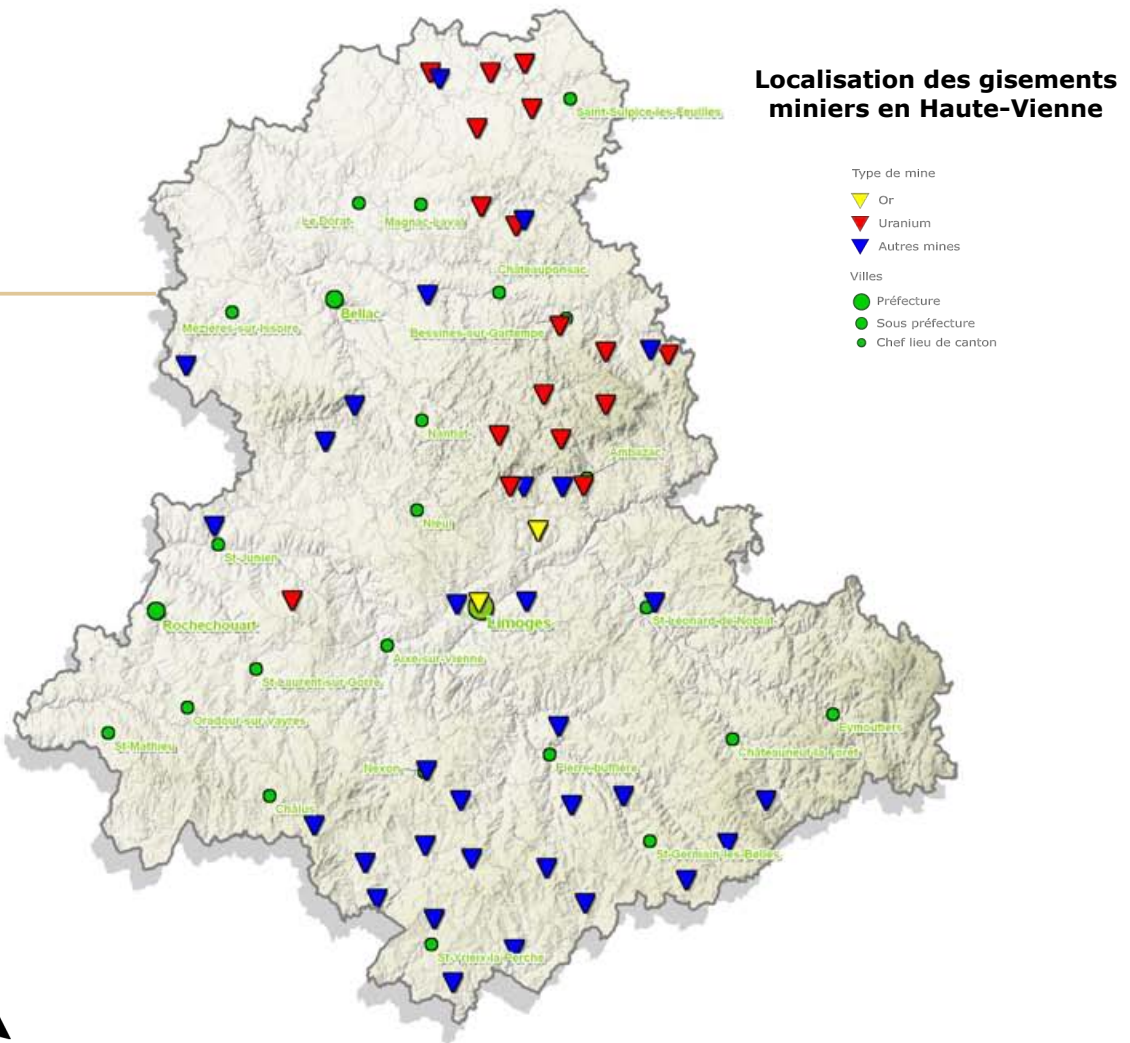 Localisation des gisements
miniers en Haute-Vienne
Type de mine
Or
Uranium
Autres mines
Villes
Préfecture
Sous préfecture
Chef lieu de canton
Saint-Sulpice-les-Feuilles
Le Dorat
Magnac-Laval
Châteauponsac
Mézières-sur-Issoire
Bellac
Bessines-sur-Gartempe
Nantiat
Ambazac
Nieul
St-Junien
Rochechouart
Limoges
St-Léonard-de-Noblat
Aixe-sur-Vienne
St-Laurent-sur-Gorre
Oradour-sur-Vayres
St-Mathieu
Eymoutiers
Châteauneuf-la-Forêt
Nexon
Pierre-buffière
Châlus
St-Germain-les-Belles
St-Yrieix-la-Perche